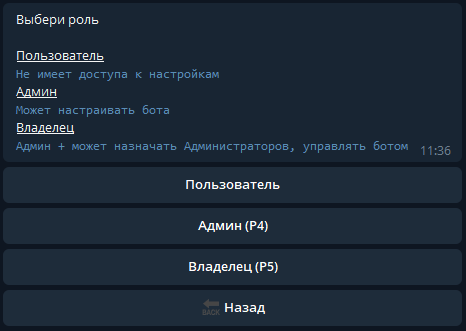 Выбери роль
Пользователь
Не имеет доступа к настройкам
Админ
Может настраивать бота
Владелец
Админ + может назначать Администраторов, управлять ботом
11:36
Пользователь
Админ (P4)
Владелец (P5)
BACK Назад